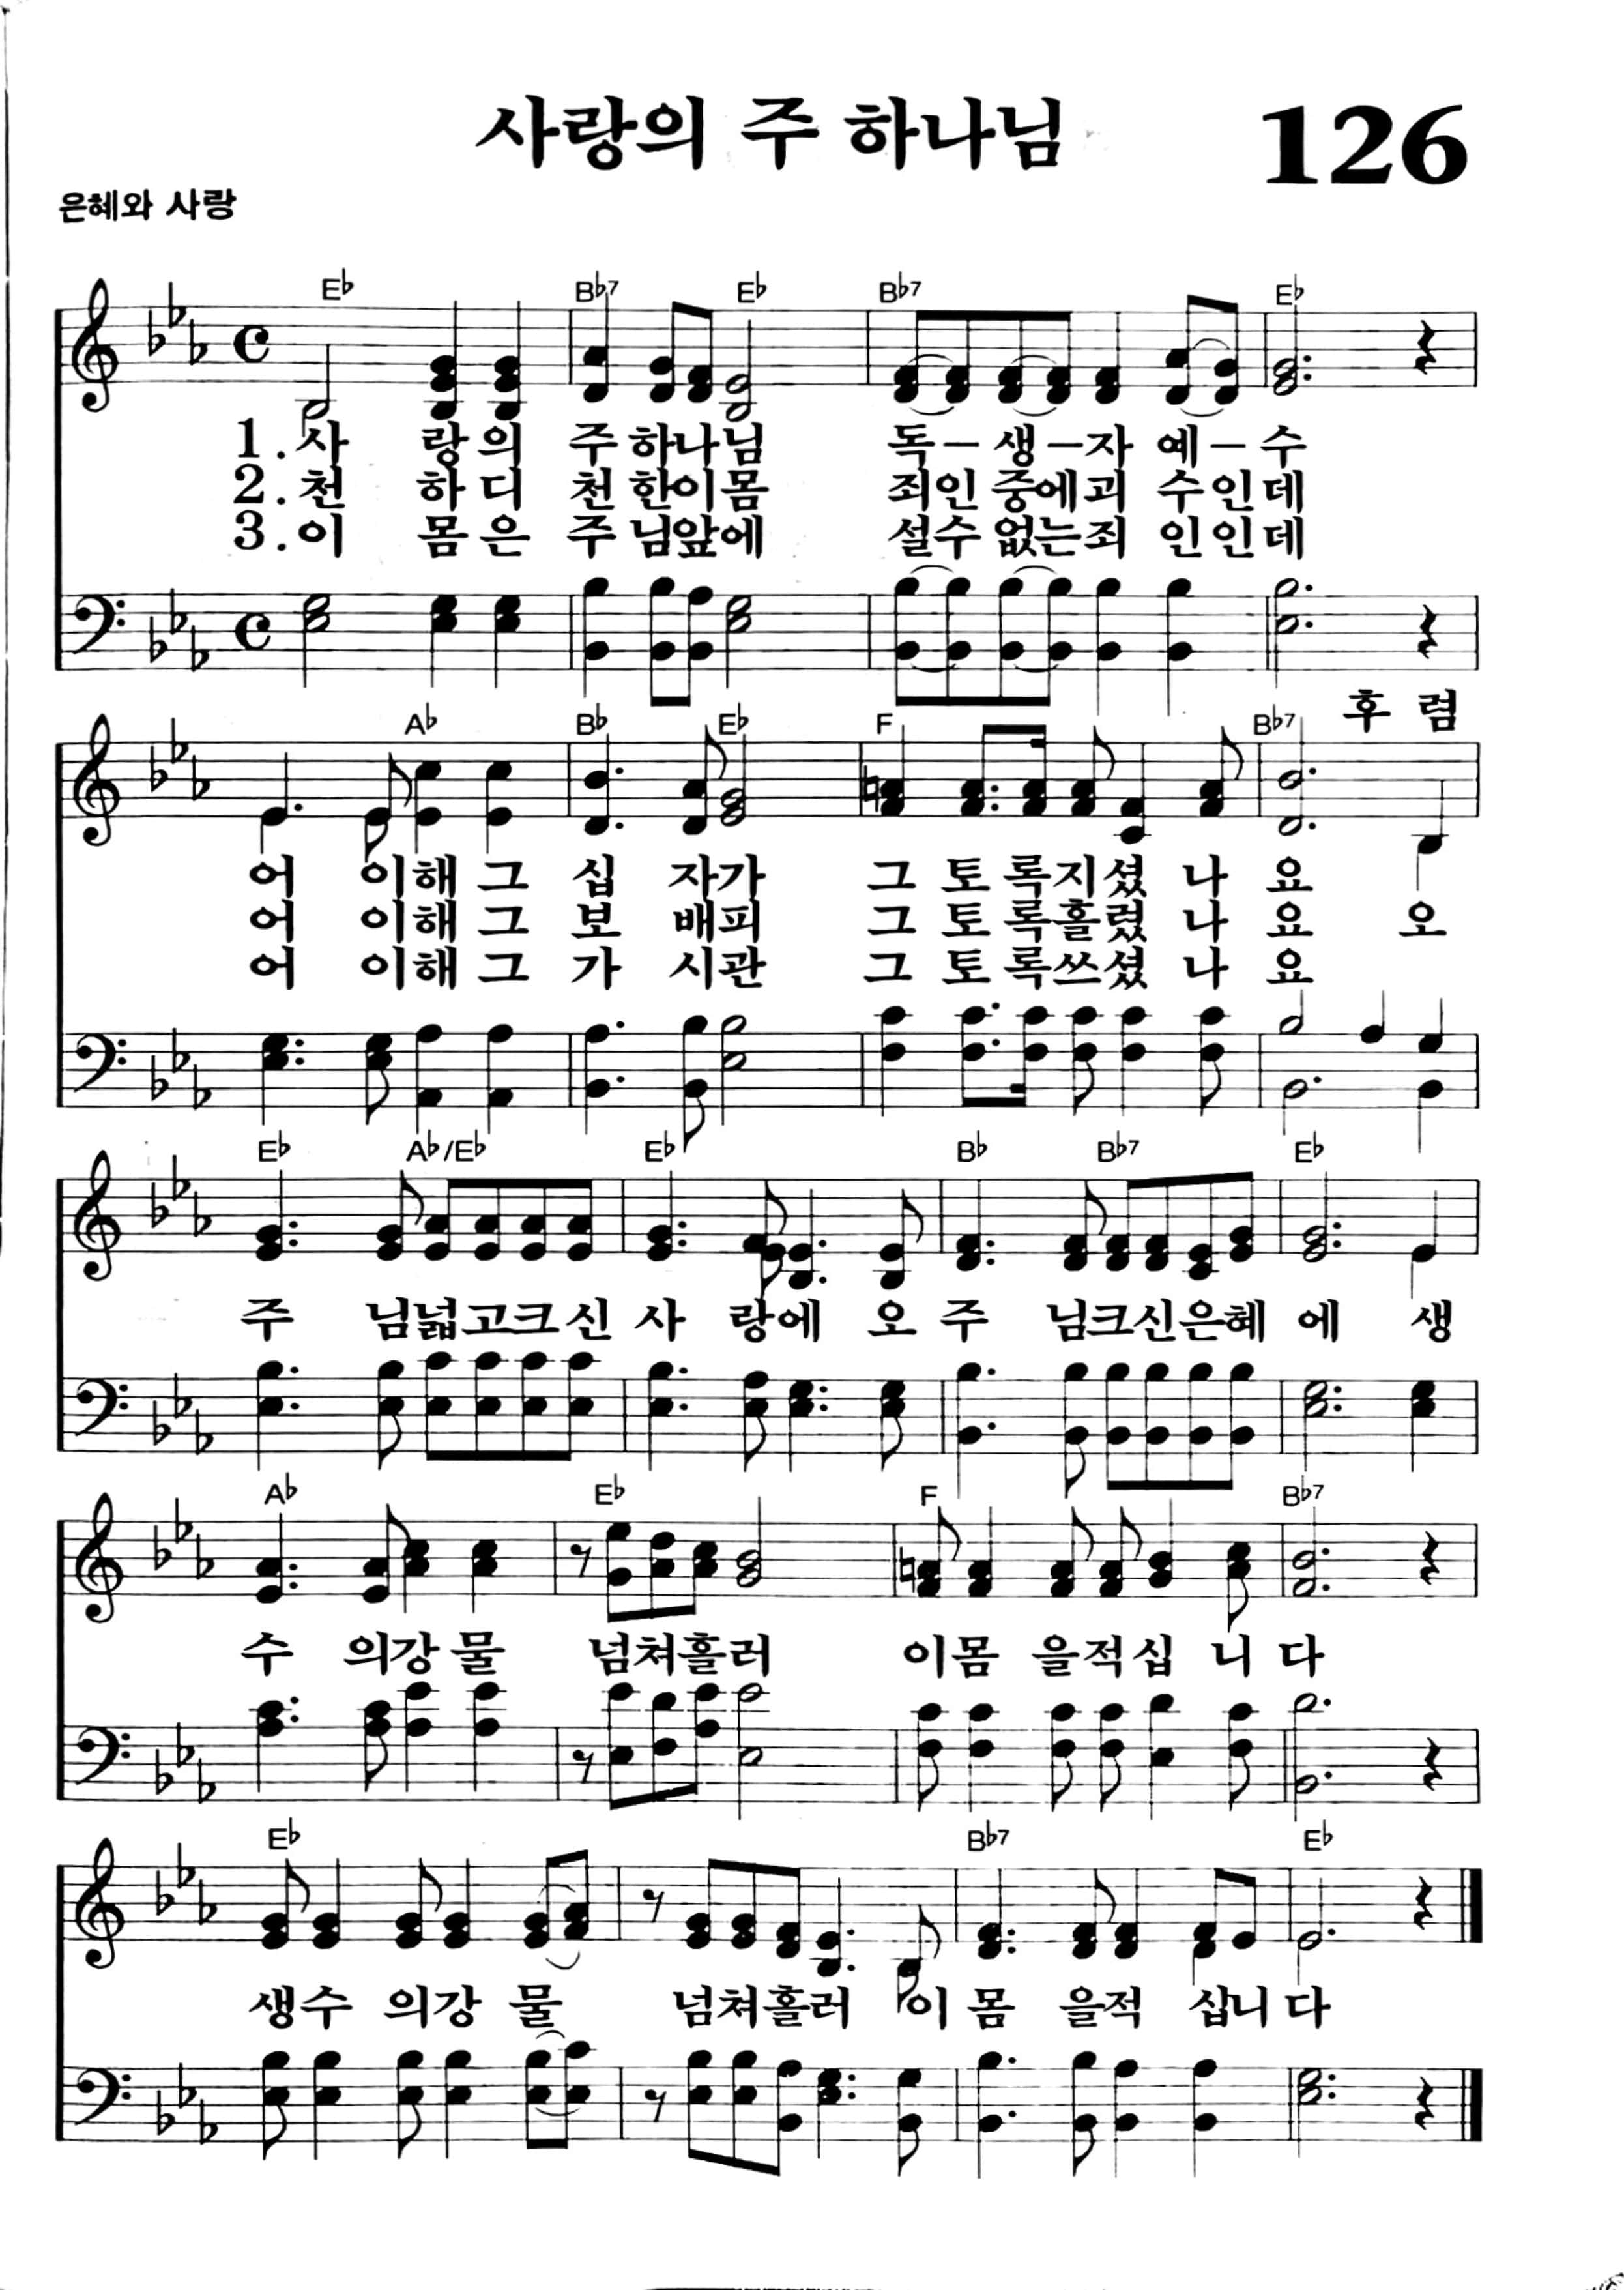 사랑의 주 하나님 126
은혜와 사랑
E♭ B♭7 E♭ B♭7 E♭
1.사 랑의 주하나님 독-생-자 예-수
2.천 하디 천한이몸 죄인중에괴 수인데
3.이 몸은 주님앞에 설수없는죄 인인데
후 렴
A♭ B♭ E♭ F B♭7
어 이해 그 십 자가 그 토 록지셨 나 요
어 이해 그 보 배피 그 토 록흘렸 나 요 오
어 이해 그 가 시관 그 토 록쓰셨 나 요
E♭ A♭/E♭ E♭ B♭ B♭7 E♭
주 님넓고크신 사 랑에 오 주 님크신은혜 에 생
A♭ E♭ F B♭7
수 의강 물 넘쳐흘러 이몸 을적십 니 다
E♭ B♭7 E♭
생수 의강 물 넘쳐흘러 이 몸 을적 십니다